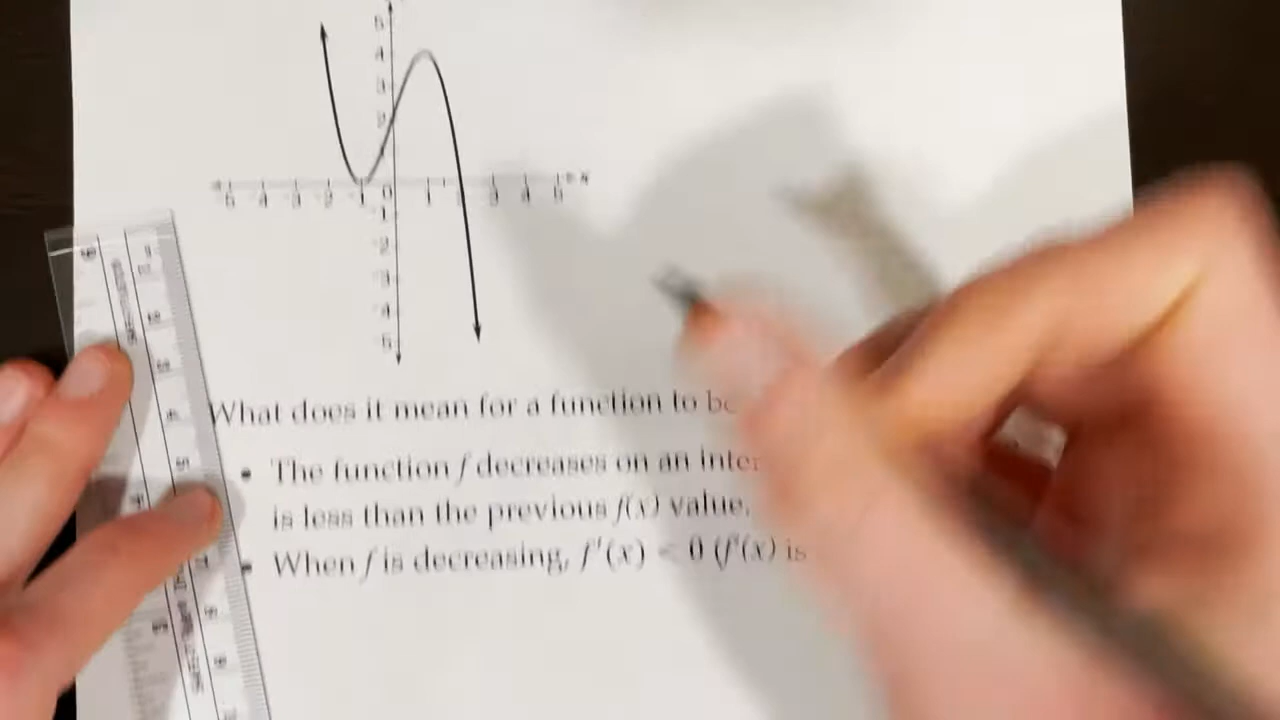 5
4
3
2
1
-5 -4 -3 -2 -1 0 1 3 4 5 x
-1
-2
-3
-4
-5
What does it mean for a function to be
• The function f decreases on an inter
is less than the previous f(x) value.
• When f is decreasing, f'(x) < 0 (f'(x) is